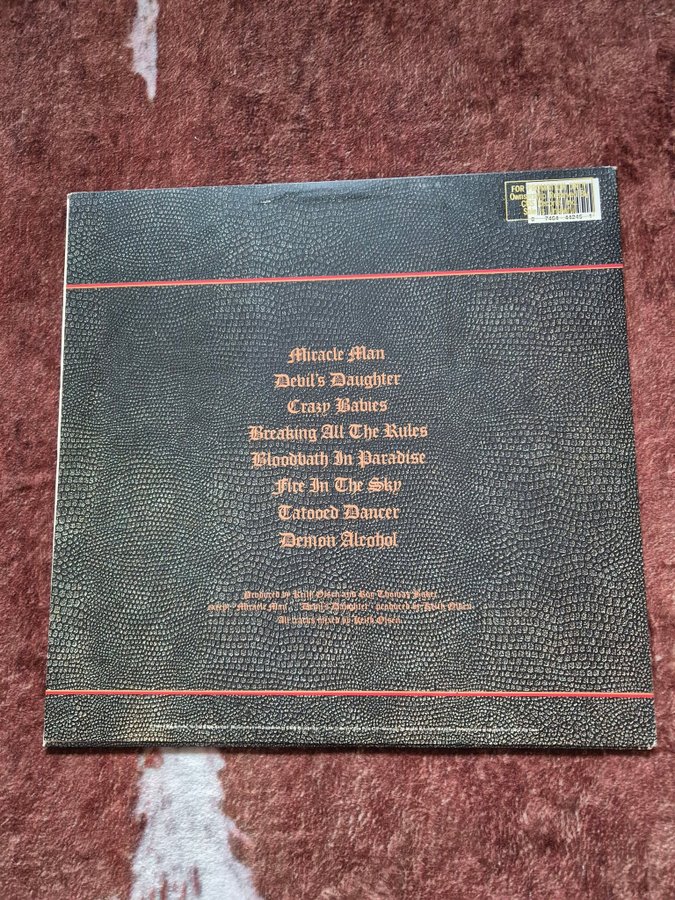 FOR
Miracle Man
Devil's Daughter
Crazy Babies
Breaking All The Rules
Bloodbath In Paradise
Fire In The Sky
Tatooed Dancer
Demon Alcohol
Produced by Keith Olsen and Roy Thomas Baker
except "Miracle Man", "Devil's Daughter" produced by Keith Olsen
All tracks mixed by Keith Olsen